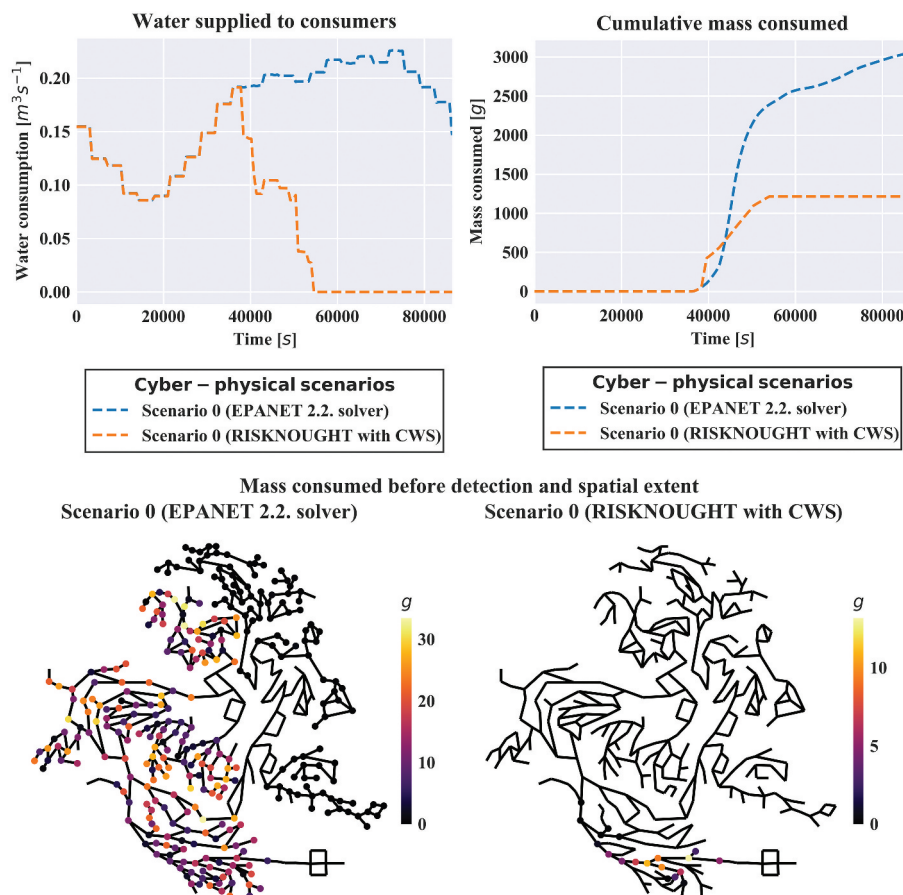 Water supplied to consumers
Water consumption [m³s⁻¹]
0.20
0.15
0.10
0.05
0.00
0 20000 40000 60000 80000
Time [s]
Cyber – physical scenarios
Scenario 0 (EPANET 2.2. solver)
Scenario 0 (RISKNOUGHT with CWS)
Cumulative mass consumed
Mass consumed [g]
3000
2500
2000
1500
1000
500
0
0 20000 40000 60000 80000
Time [s]
Cyber – physical scenarios
Scenario 0 (EPANET 2.2. solver)
Scenario 0 (RISKNOUGHT with CWS)
Mass consumed before detection and spatial extent
Scenario 0 (EPANET 2.2. solver)
g
30
20
10
0
Scenario 0 (RISKNOUGHT with CWS)
g
10
5
0